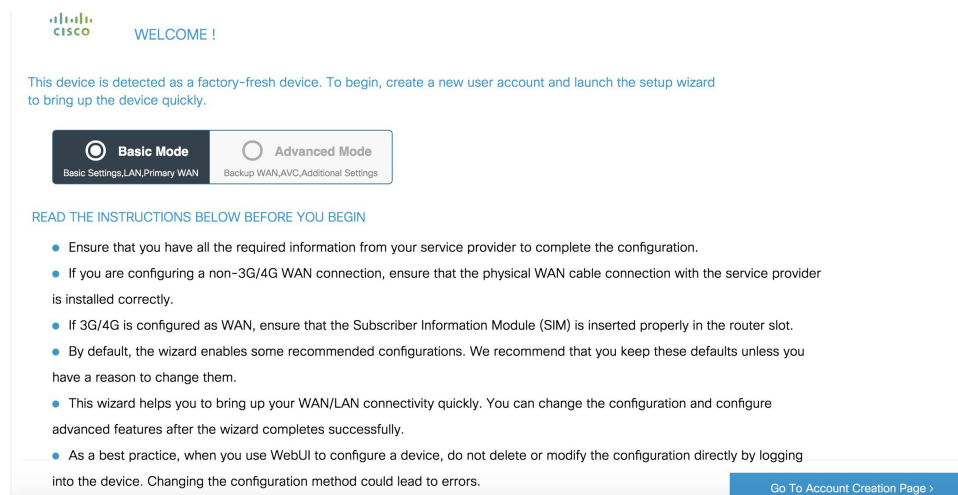 CISCO
WELCOME !
This device is detected as a factory-fresh device. To begin, create a new user account and launch the setup wizard
to bring up the device quickly.
Basic Mode
Basic Settings,LAN,Primary WAN
Advanced Mode
Backup WAN,AVC,Additional Settings
READ THE INSTRUCTIONS BELOW BEFORE YOU BEGIN
● Ensure that you have all the required information from your service provider to complete the configuration.
● If you are configuring a non-3G/4G WAN connection, ensure that the physical WAN cable connection with the service provider
is installed correctly.
● If 3G/4G is configured as WAN, ensure that the Subscriber Information Module (SIM) is inserted properly in the router slot.
● By default, the wizard enables some recommended configurations. We recommend that you keep these defaults unless you
have a reason to change them.
● This wizard helps you to bring up your WAN/LAN connectivity quickly. You can change the configuration and configure
advanced features after the wizard completes successfully.
● As a best practice, when you use WebUI to configure a device, do not delete or modify the configuration directly by logging
into the device. Changing the configuration method could lead to errors.
Go To Account Creation Page >